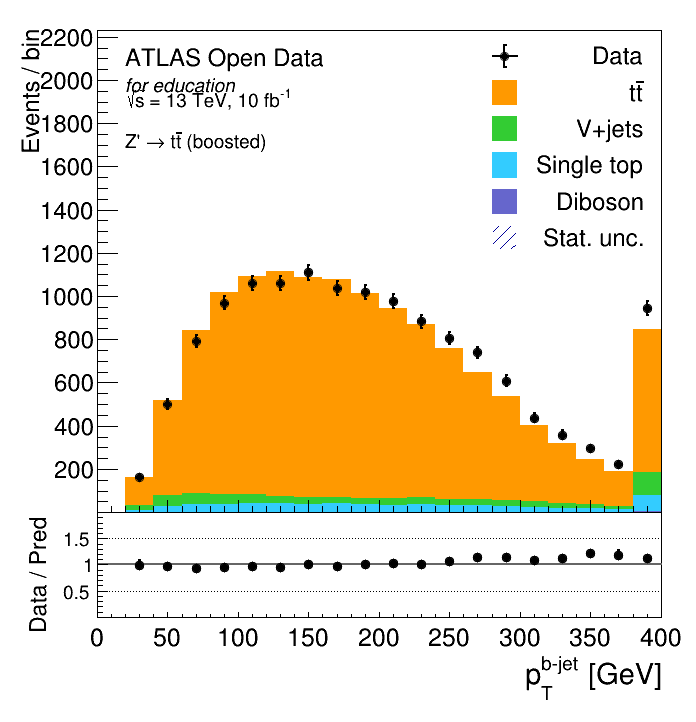 2200
2000
1800
1600
1400
1200
1000
800
600
400
200
Events / bin
ATLAS Open Data
for education
√s = 13 TeV, 10 fb⁻¹
Z' → tt̄ (boosted)
Data
tt̄
V+jets
Single top
Diboson
Stat. unc.
1.5
1
0.5
Data / Pred
0 50 100 150 200 250 300 350 400
p_T^b-jet [GeV]